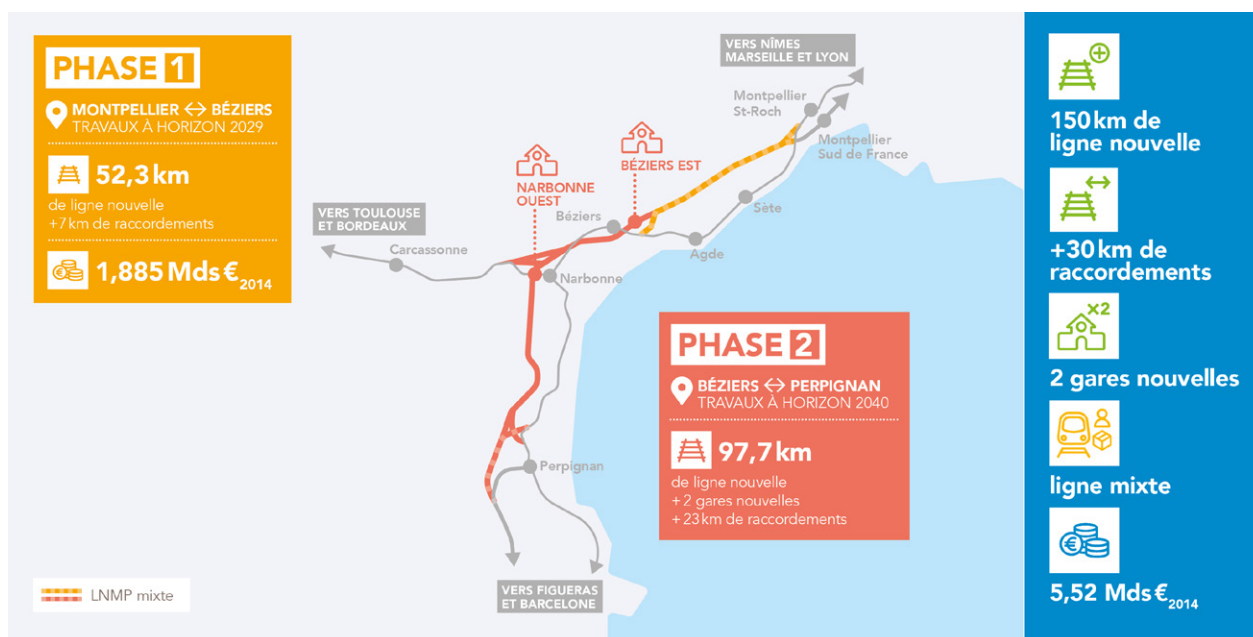 PHASE 1
MONTPELLIER ↔ BÉZIERS
TRAVAUX À HORIZON 2029
52,3 km
de ligne nouvelle
+7 km de raccordements
1,885 Mds €2014
VERS NÎMES
MARSEILLE ET LYON
Montpellier
St-Roch
Montpellier
Sud de France
BÉZIERS EST
NARBONNE
OUEST
VERS TOULOUSE
ET BORDEAUX
Béziers
Sète
Carcassonne
Agde
Narbonne
Perpignan
VERS FIGUERAS
ET BARCELONE
PHASE 2
BÉZIERS ↔ PERPIGNAN
TRAVAUX À HORIZON 2040
97,7 km
de ligne nouvelle
+ 2 gares nouvelles
+ 23 km de raccordements
LNMP mixte
150 km de
ligne nouvelle
+30 km de
raccordements
x2
2 gares nouvelles
ligne mixte
5,52 Mds €2014